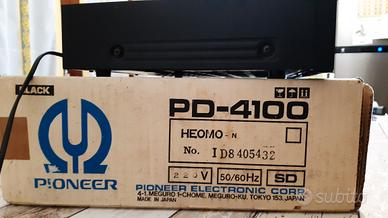 BLACK
PIONEER
PD-4100
HEOMO-N
No. ID8405432
220V 50/60Hz SD
PIONEER ELECTRONIC CORP.
4-1. MEGURO 1-CHOME, MEGURO-KU, TOKYO 153, JAPAN
MADE IN JAPAN
subito